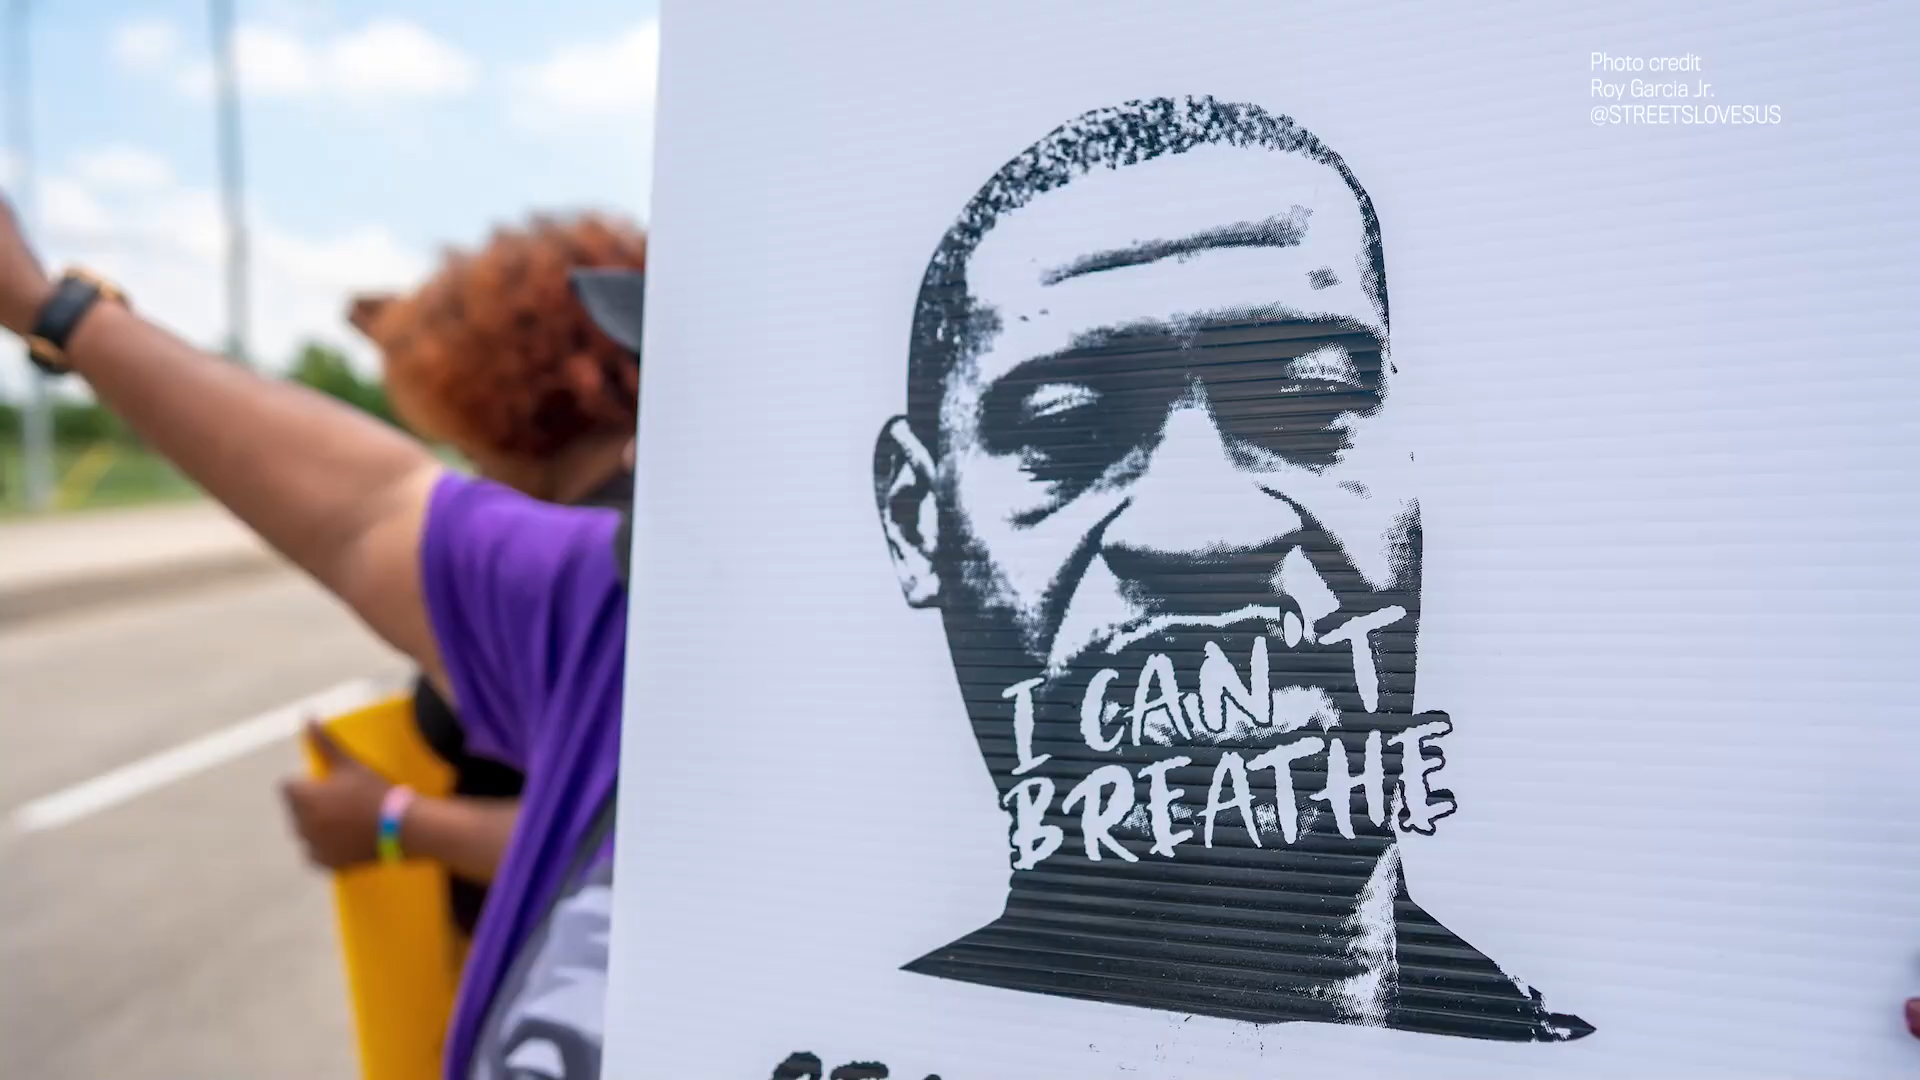 Photo credit
Roy Garcia Jr.
@STREETSLOVESUS
I CAN'T
BREATHE